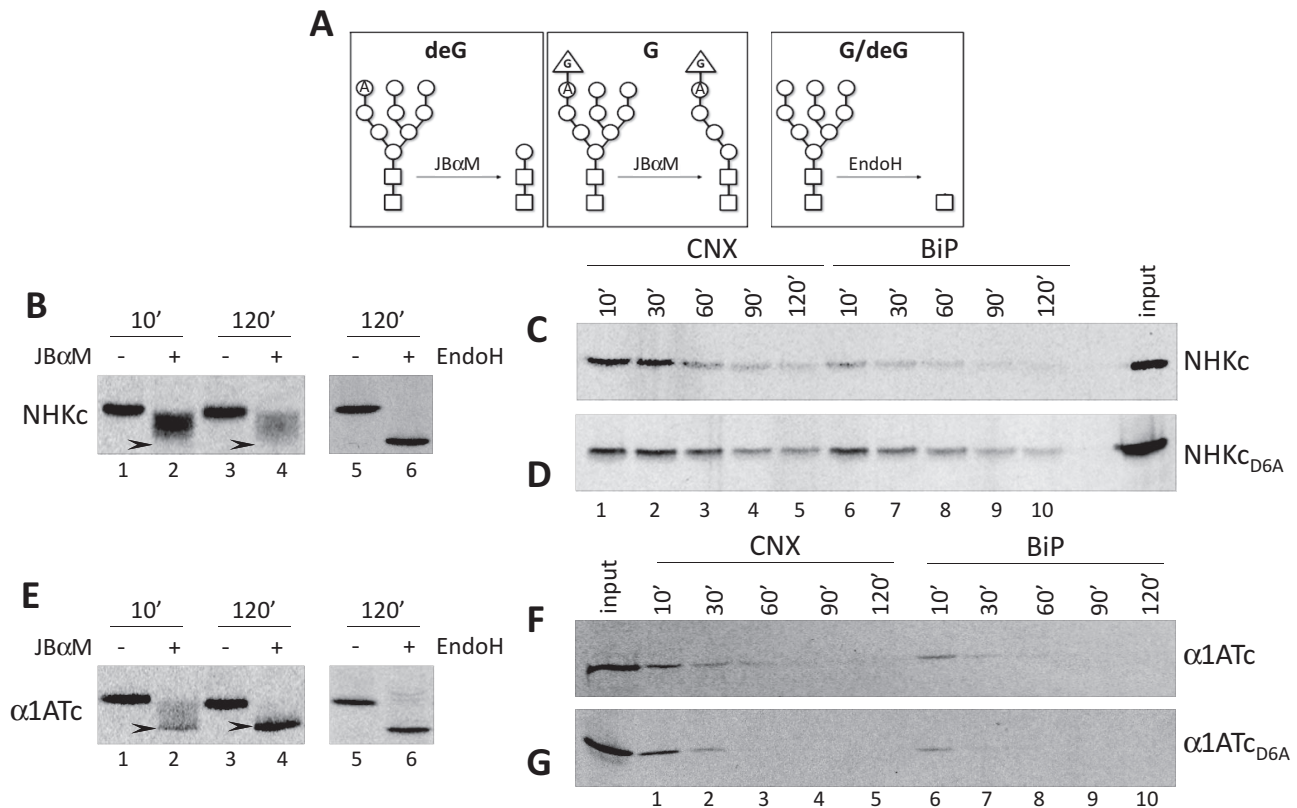 A
deG
G
G/deG
G
G
A
A
A
JBαM
JBαM
EndoH
CNX
BiP
10′ 30′ 60′ 90′ 120′ 10′ 30′ 60′ 90′ 120′ input
B
10′ 120′ 120′
JBαM - + - + - + EndoH
NHKc
1 2 3 4 5 6
C
NHKc
D
NHKcD6A
1 2 3 4 5 6 7 8 9 10
CNX
BiP
input 10′ 30′ 60′ 90′ 120′ 10′ 30′ 60′ 90′ 120′
E
10′ 120′ 120′
JBαM - + - + - + EndoH
α1ATc
1 2 3 4 5 6
F
α1ATc
G
α1ATcD6A
1 2 3 4 5 6 7 8 9 10